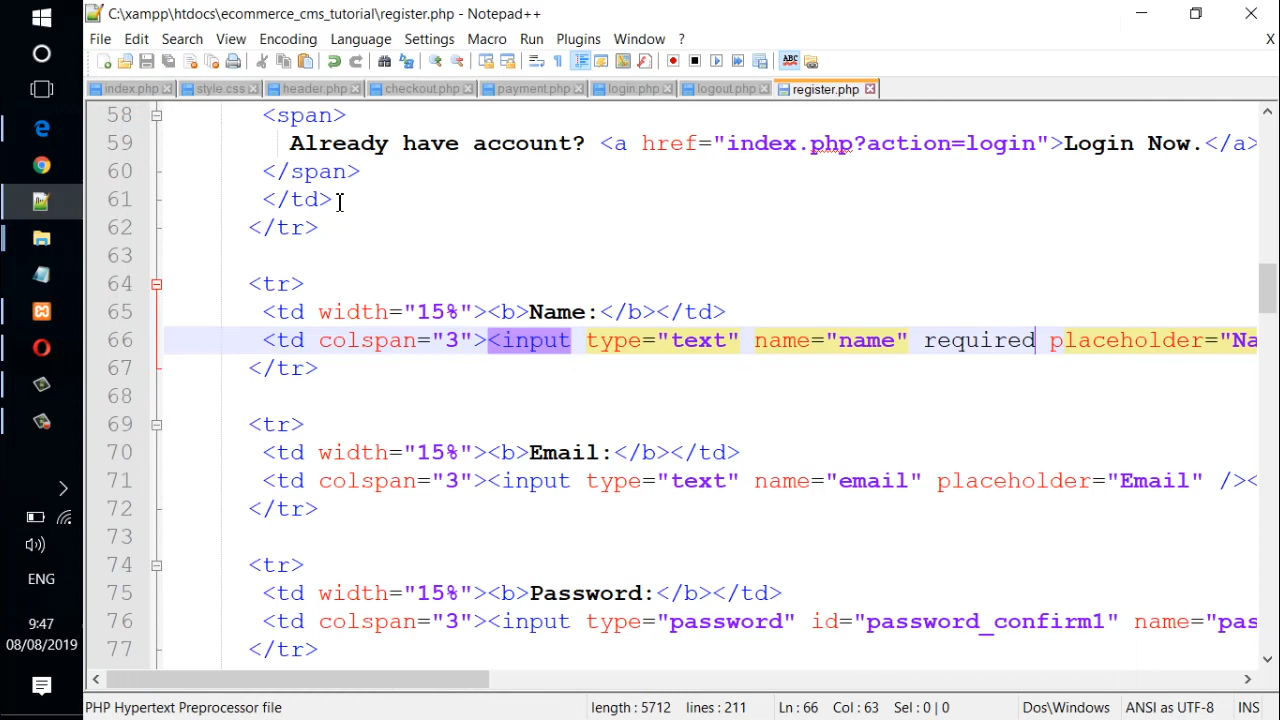 C:\xampp\htdocs\ecommerce_cms_tutorial\register.php - Notepad++
File Edit Search View Encoding Language Settings Macro Run Plugins Window ? X
ABC
index.php style.css header.php checkout.php payment.php login.php logout.php register.php
58 <span>
59 Already have account? <a href="index.php?action=login">Login Now.</a>
60 </span>
61 </td>
62 </tr>
63
64 <tr>
65 <td width="15%"><b>Name:</b></td>
66 <td colspan="3"><input type="text" name="name" required placeholder="Na
67 </tr>
68
69 <tr>
70 <td width="15%"><b>Email:</b></td>
71 <td colspan="3"><input type="text" name="email" placeholder="Email" /><
72 </tr>
73
74 <tr>
75 <td width="15%"><b>Password:</b></td>
76 <td colspan="3"><input type="password" id="password_confirm1" name="pas
77 </tr>
ENG
9:47
08/08/2019
PHP Hypertext Preprocessor file length : 5712 lines : 211 Ln : 66 Col : 63 Sel : 0 | 0 Dos\Windows ANSI as UTF-8 INS